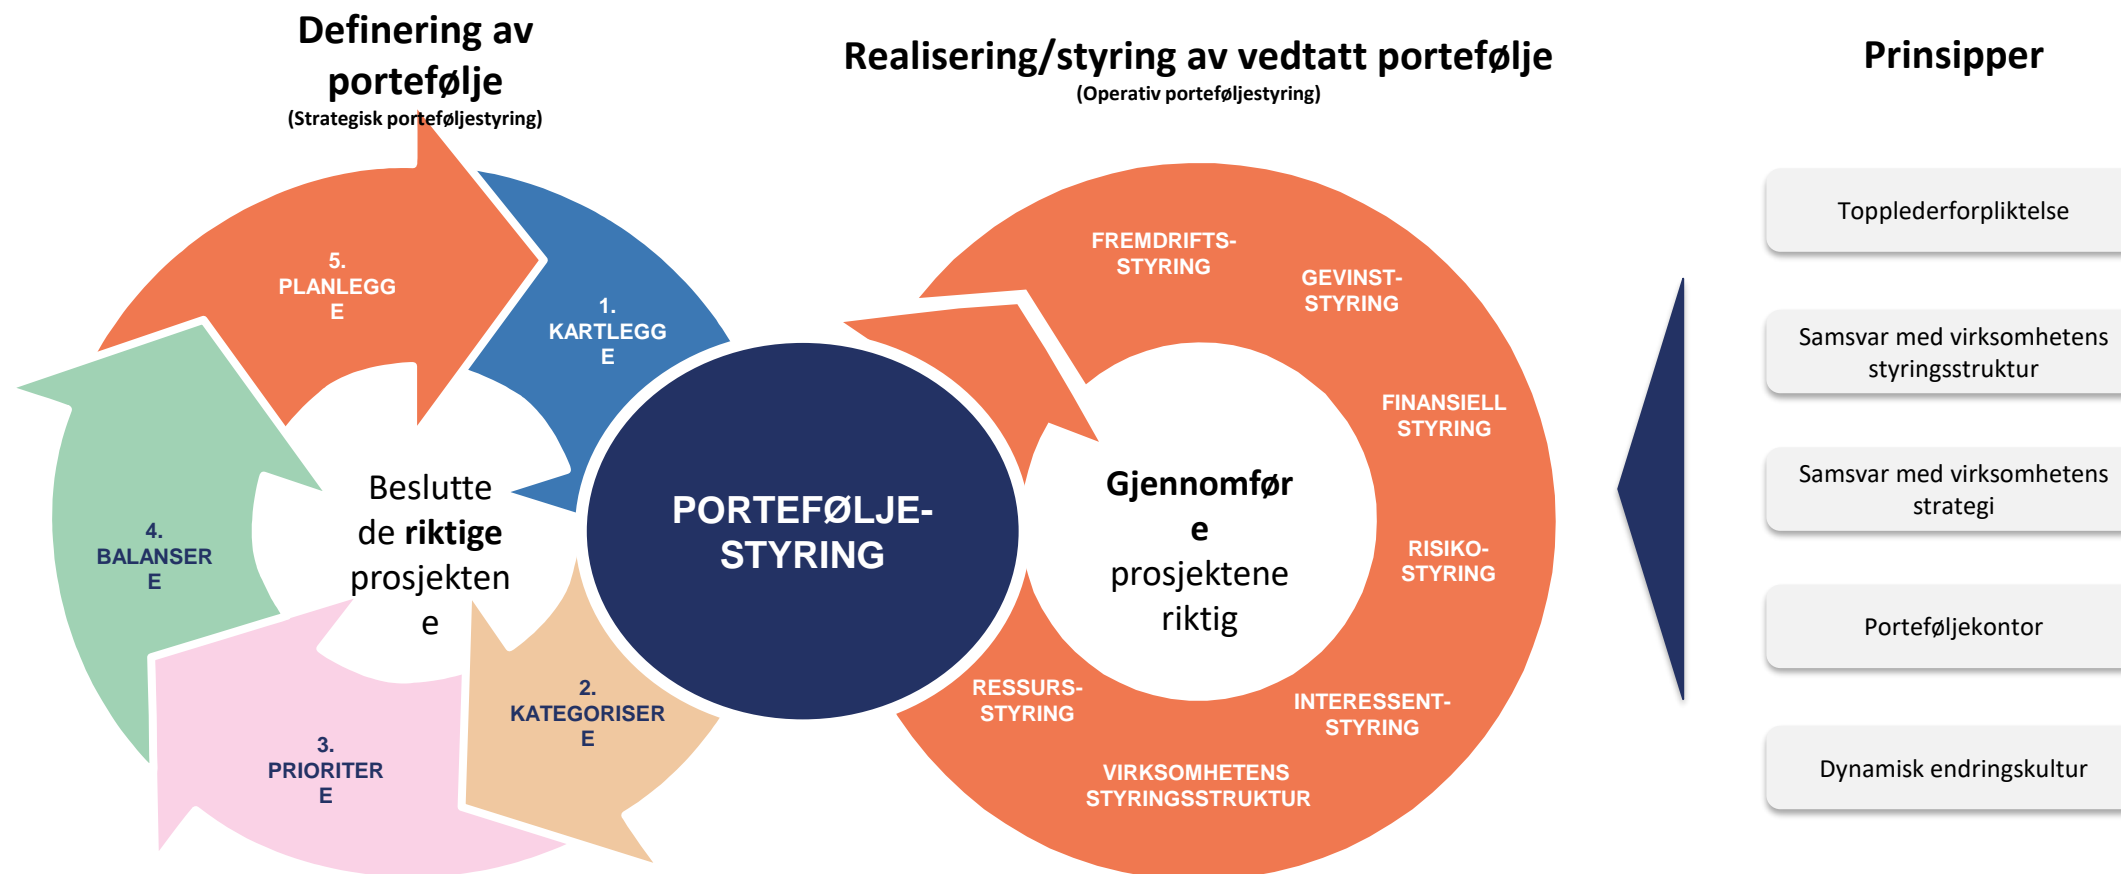 Definering av
portefølje
(Strategisk porteføljestyring)
5.
PLANLEGG
E
1.
KARTLEGG
E
4.
BALANSER
E
Beslutte
de riktige
prosjekten
e
2.
KATEGORISER
E
3.
PRIORITER
E
PORTEFØLJE-
STYRING
Realisering/styring av vedtatt portefølje
(Operativ porteføljestyring)
FREMDRIFTS-
STYRING
GEVINST-
STYRING
FINANSIELL
STYRING
RISIKO-
STYRING
INTERESSENT-
STYRING
VIRKSOMHETENS
STYRINGSSTRUKTUR
RESSURS-
STYRING
Gjennomfør
e
prosjektene
riktig
Prinsipper
Topplederforpliktelse
Samsvar med virksomhetens
styringsstruktur
Samsvar med virksomhetens
strategi
Porteføljekontor
Dynamisk endringskultur